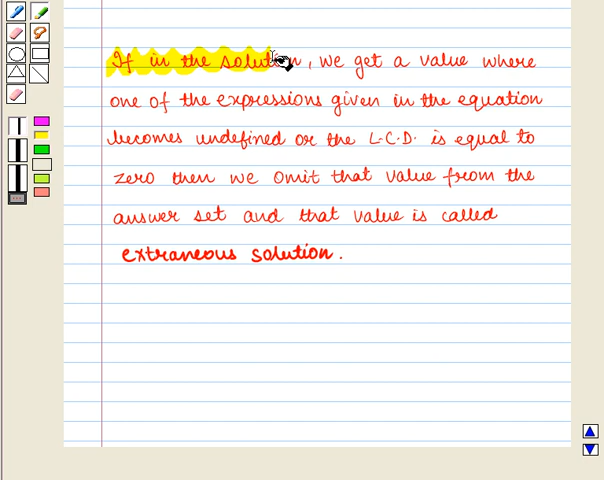 If in the solution, we get a value where
one of the expressions given in the equation
becomes undefined or the L.C.D. is equal to
zero then we omit that value from the
answer set and that value is called
extraneous solution.